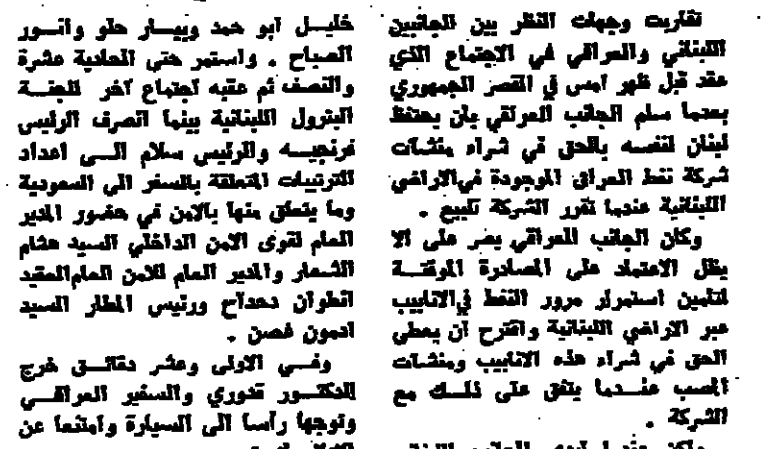 تقاربت وجهات النظر بين الجانبين
اللبناني والعراقي في الاجتماع الذي
عقد قبل ظهر امس في القصر الجمهوري
بعدما سلم الجانب العراقي بان يحتفظ
لبنان لنفسه بالحق في شراء منشآت
شركة نفط العراق الموجودة في الاراضي
اللبنانية عندما تقرر الشركة تبيع .
وكان الجانب العراقي يصر على الا
يظل الاعتماد على المصادرة الموقتة
لتأمين استمرار مرور النفط في الانابيب
عبر الاراضي اللبنانية واقترح ان يعطى
الحق في شراء هذه الانابيب ومنشآت
المصب عندما يتفق على ذلك مع
الشركة .
خليل ابو حمد وبيار حلو وانور
الصباح . واستمر حتى الحادية عشرة
والنصف ثم عقبه اجتماع آخر للجنة
البترول اللبنانية بينما انصرف الرئيس
فرنجيه والرئيس سلام الى اعداد
الترتيبات المتعلقة بالسفر الى السعودية
وما يتعلق منها بالامن في حضور المدير
العام لقوى الامن الداخلي السيد هشام
الشعار والمدير العام للامن العام العقيد
انطوان دحداح ورئيس المطار السيد
ادمون غصن .
وفي الاولى وعشر دقائق خرج
الدكتور قدوري والسفير العراقي
وتوجها رأسا الى السيارة وامتنعا عن